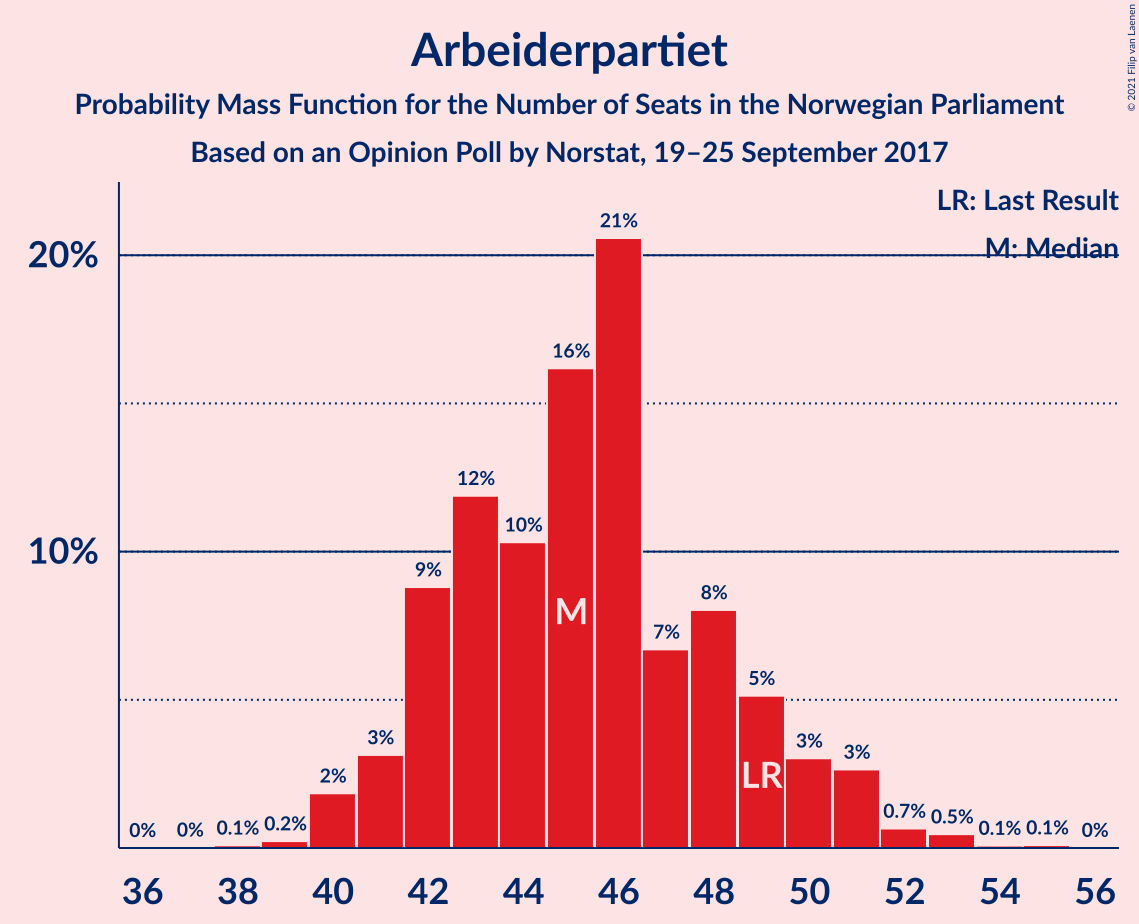 Arbeiderpartiet
Probability Mass Function for the Number of Seats in the Norwegian Parliament
Based on an Opinion Poll by Norstat, 19–25 September 2017
© 2021 Filip van Laenen
LR: Last Result
M: Median
20%
10%
0% 0% 0.1% 0.2% 2% 3% 9% 12% 10% 16% 21% 7% 8% 5% 3% 3% 0.7% 0.5% 0.1% 0.1% 0%
M
LR
36 38 40 42 44 46 48 50 52 54 56